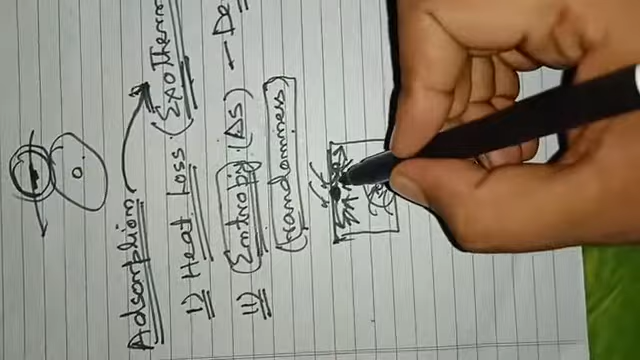 Adsorption
I) Heat Loss (Exotherm
II) (Entropy (ΔS) – De
(randomness)